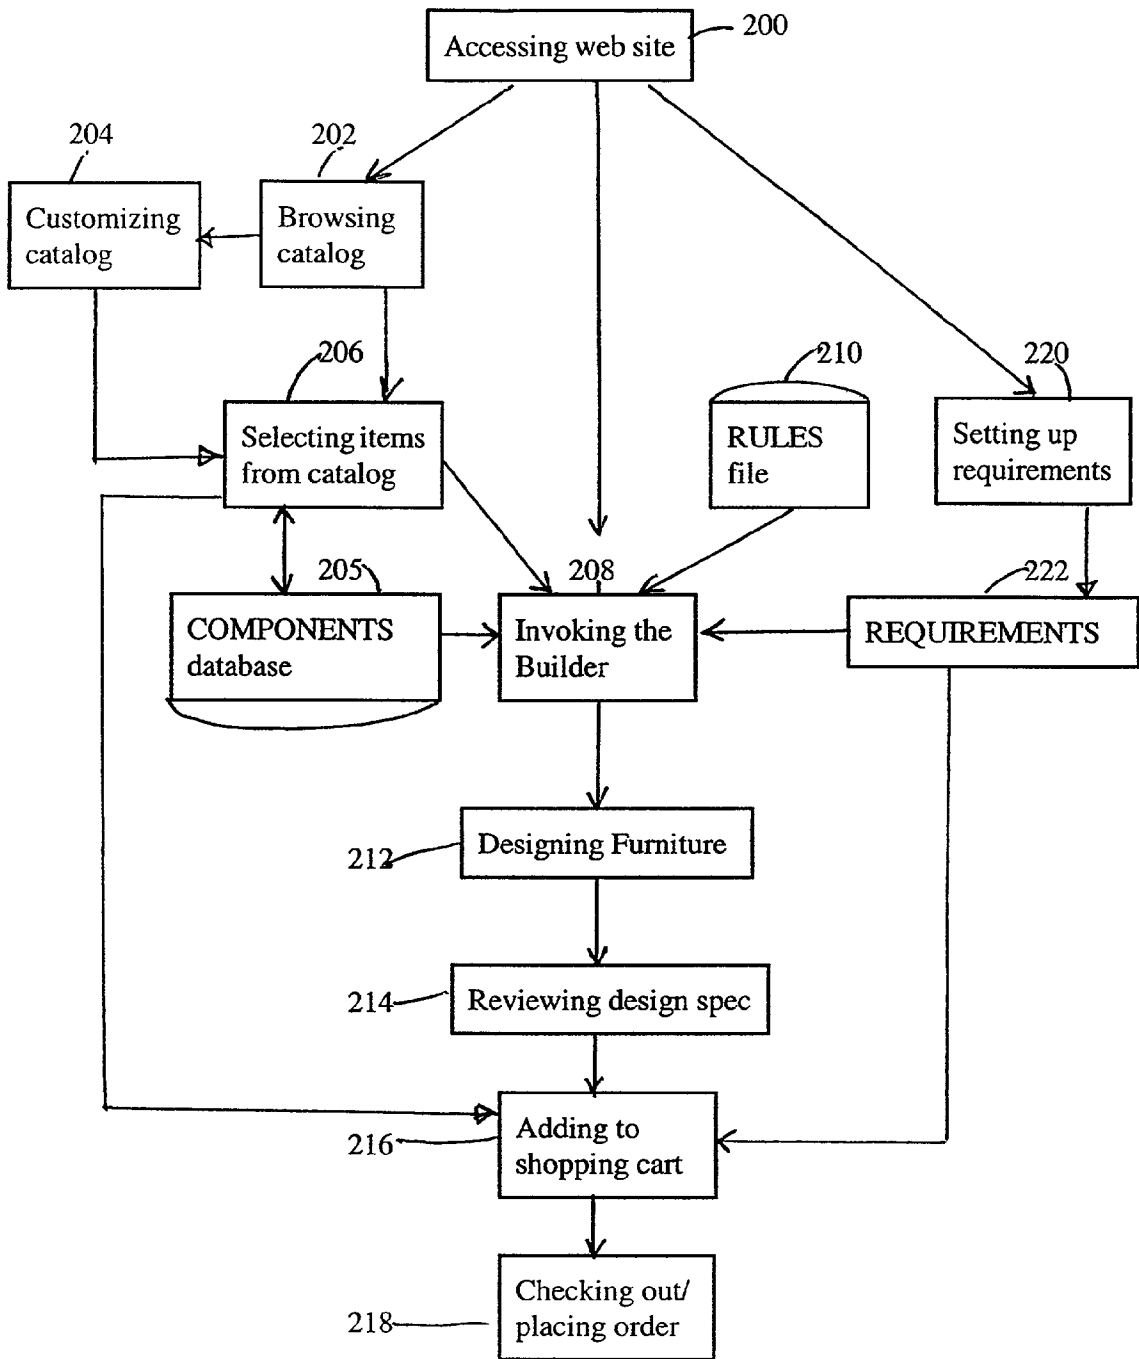 Accessing web site
200
204
202
Customizing
catalog
Browsing
catalog
206
210
220
Selecting items
from catalog
RULES
file
Setting up
requirements
205
208
222
COMPONENTS
database
Invoking the
Builder
REQUIREMENTS
212
Designing Furniture
214
Reviewing design spec
216
Adding to
shopping cart
218
Checking out/
placing order